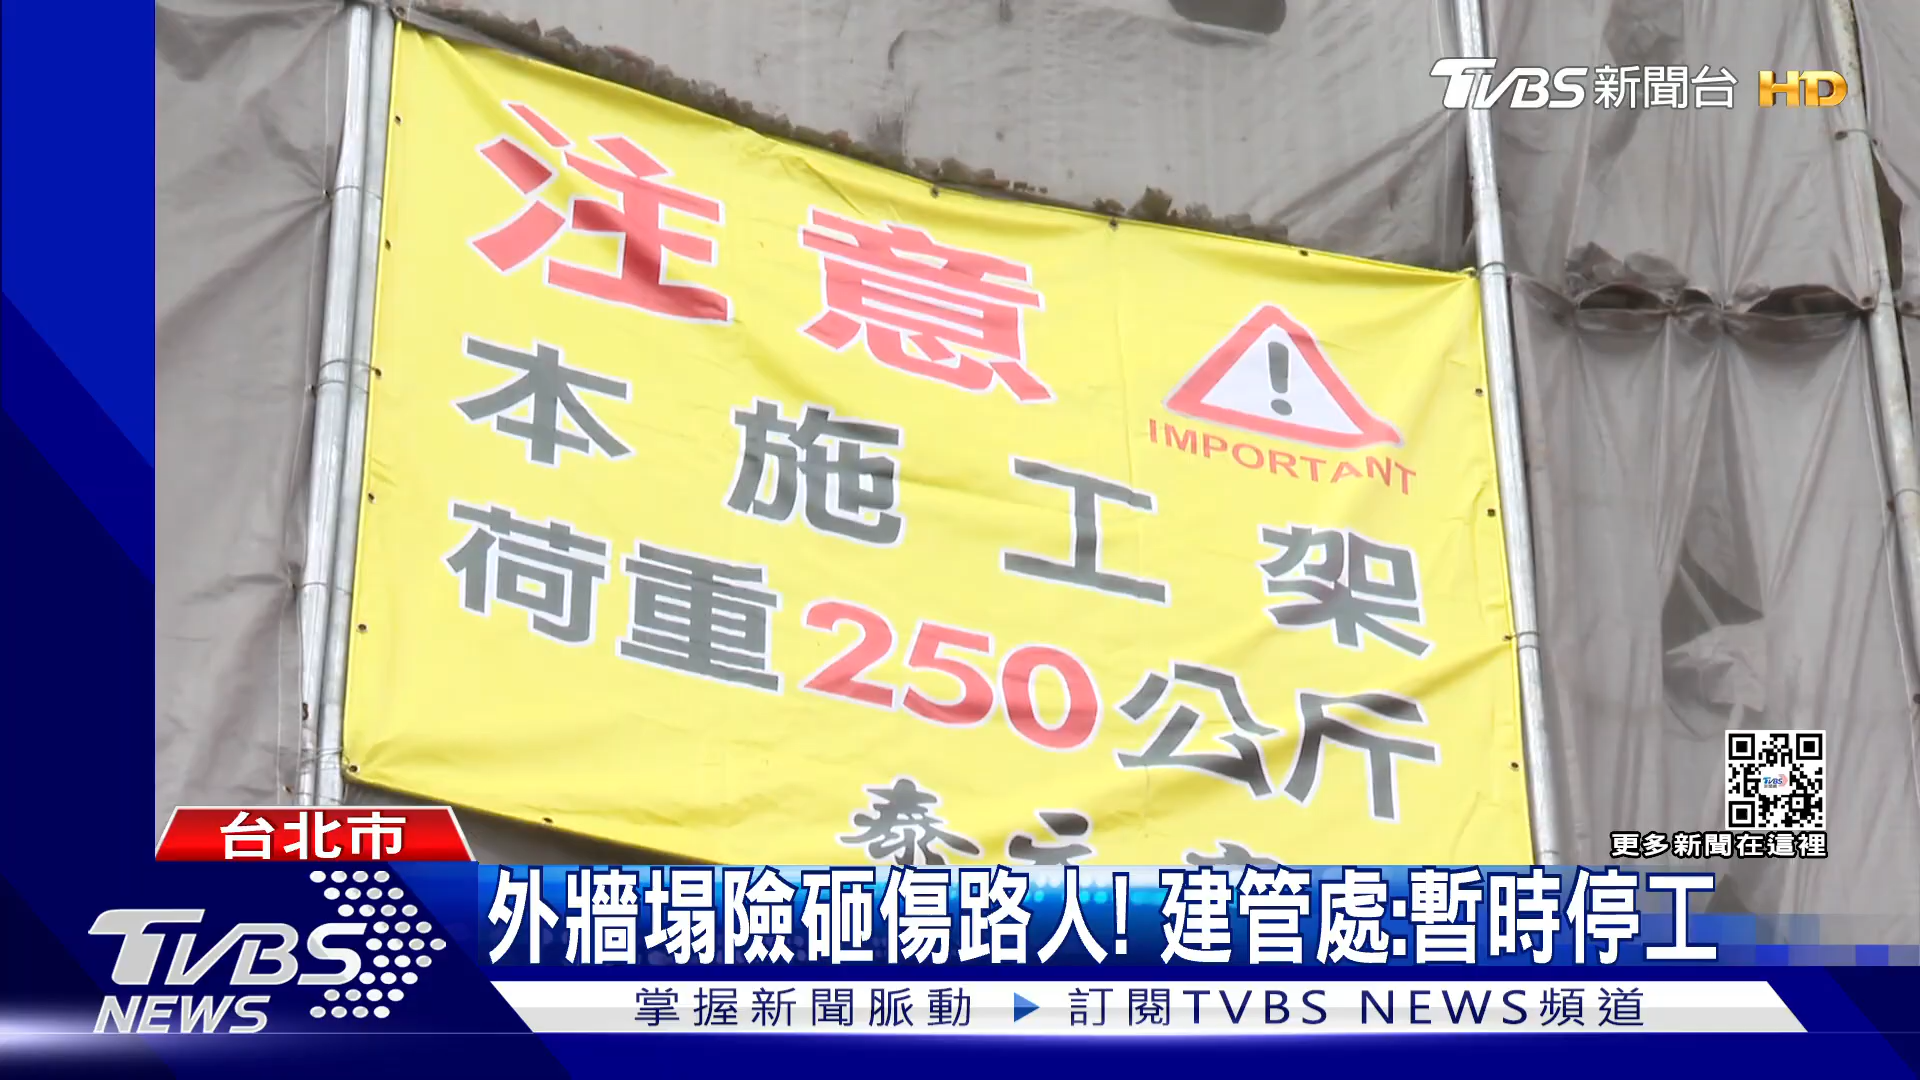 TVBS新聞台 HD
注意
IMPORTANT
本施工架
荷重250公斤
泰
更多新聞在這裡
台北市
外牆塌險砸傷路人! 建管處:暫時停工
TVBS NEWS
掌握新聞脈動 ▶ 訂閱TVBS NEWS頻道